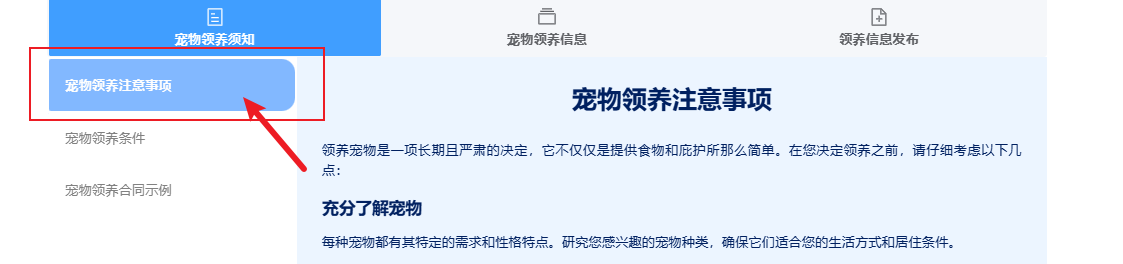 宠物领养须知
宠物领养信息
领养信息发布
宠物领养注意事项
宠物领养条件
宠物领养合同示例
宠物领养注意事项
领养宠物是一项长期且严肃的决定，它不仅仅是提供食物和庇护所那么简单。在您决定领养之前，请仔细考虑以下几
点：
充分了解宠物
每种宠物都有其特定的需求和性格特点。研究您感兴趣的宠物种类，确保它们适合您的生活方式和居住条件。